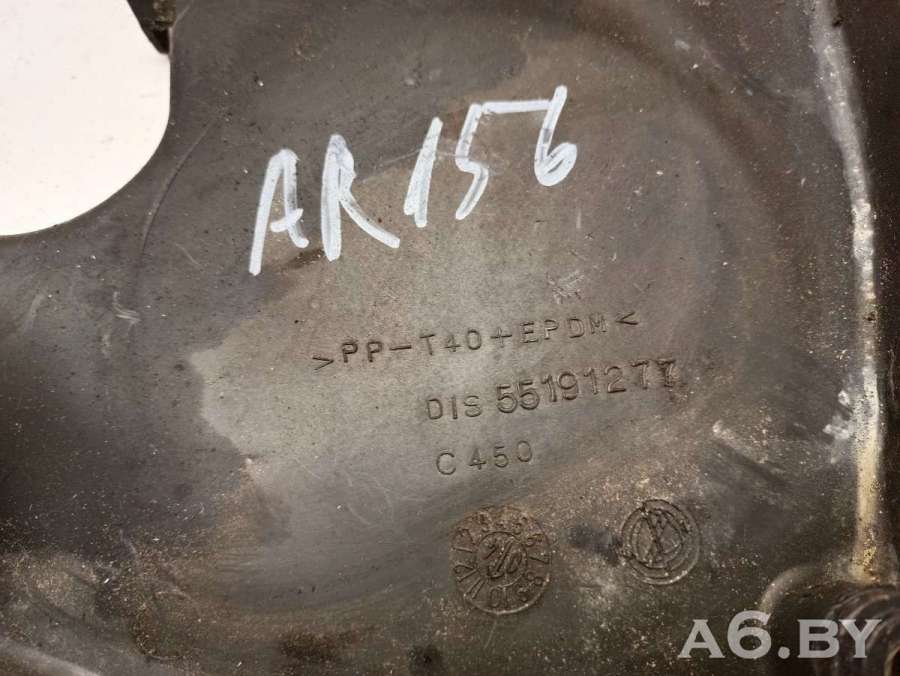 AR156
>PP-T40+EPDM<
DIS 55191277
C450
A6.BY